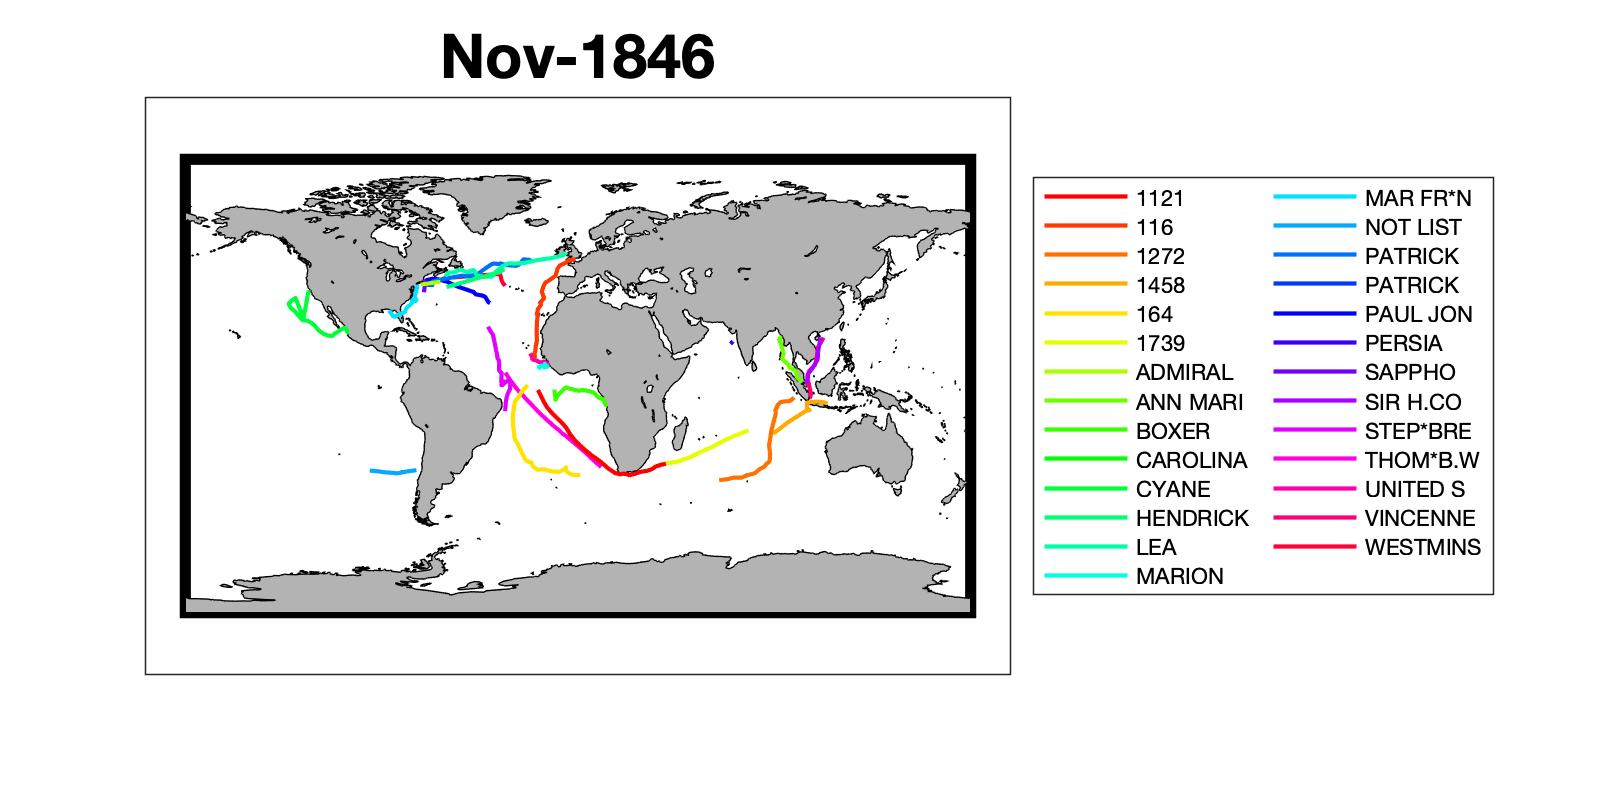 Nov-1846
1121
116
1272
1458
164
1739
ADMIRAL
ANN MARI
BOXER
CAROLINA
CYANE
HENDRICK
LEA
MARION
MAR FR*N
NOT LIST
PATRICK
PATRICK
PAUL JON
PERSIA
SAPPHO
SIR H.CO
STEP*BRE
THOM*B.W
UNITED S
VINCENNE
WESTMINS